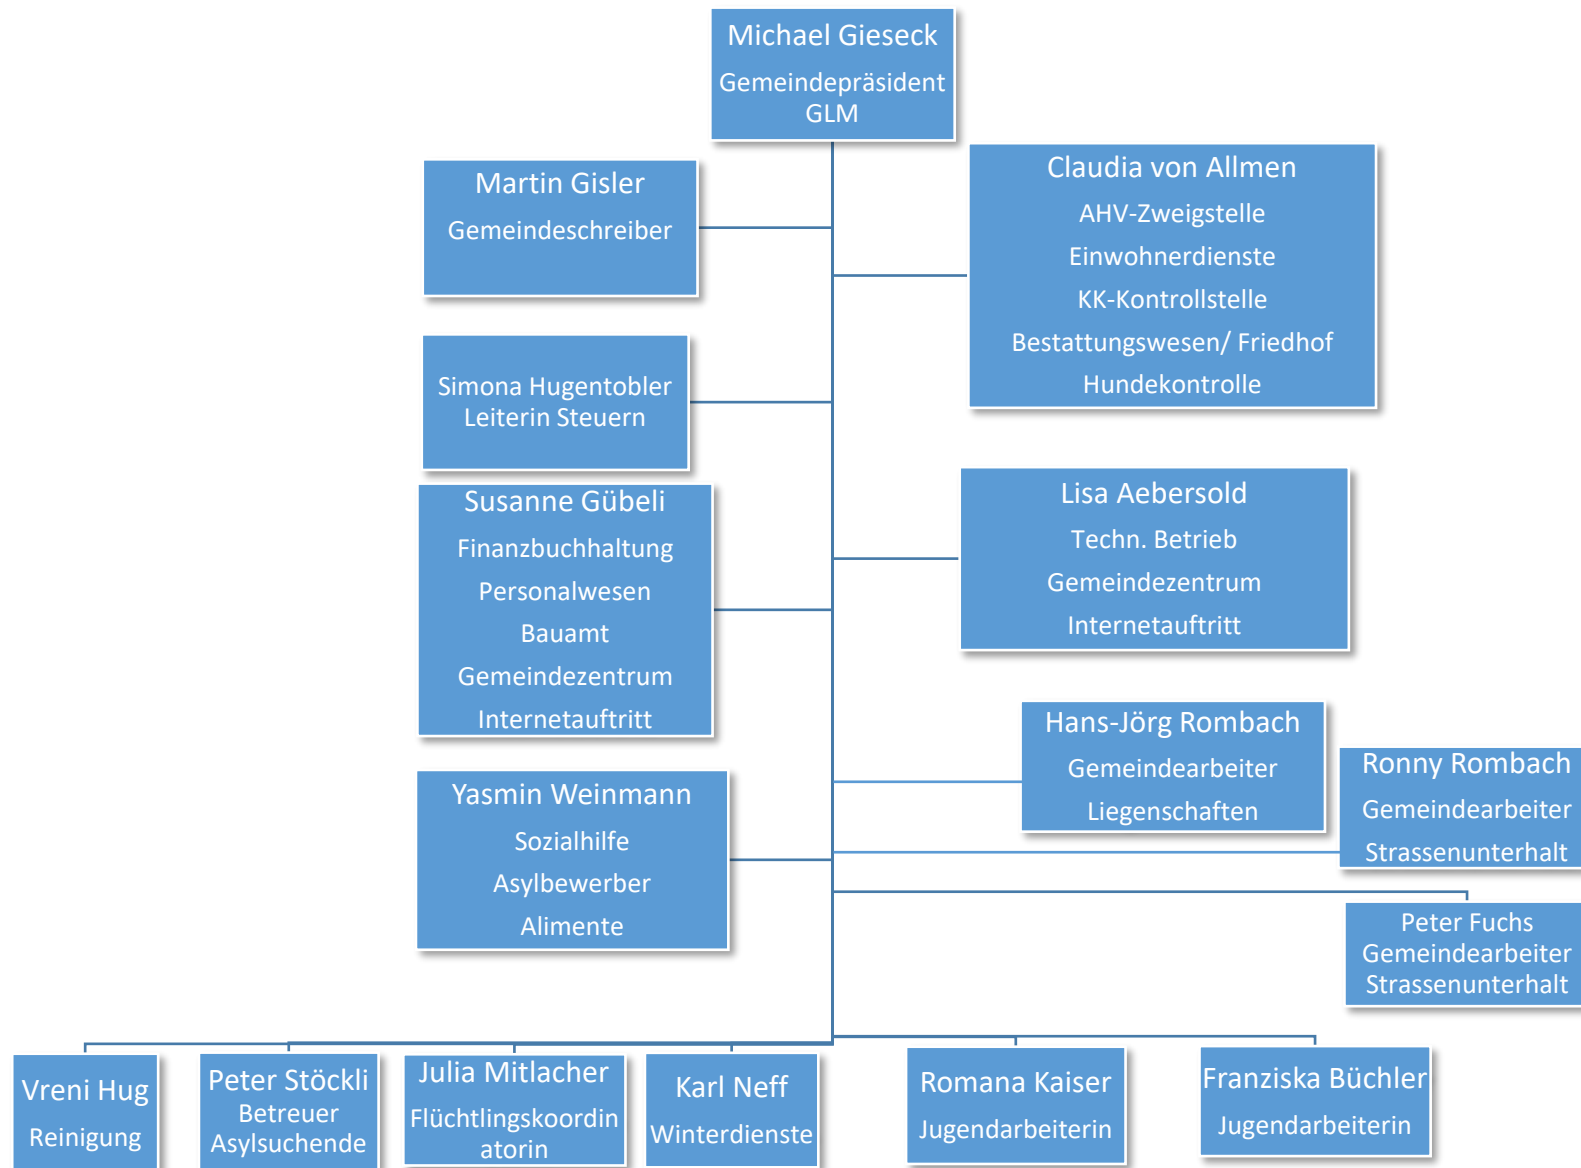 Michael Gieseck
Gemeindepräsident
GLM
Martin Gisler
Gemeindeschreiber
Claudia von Allmen
AHV-Zweigstelle
Einwohnerdienste
KK-Kontrollstelle
Bestattungswesen/ Friedhof
Hundekontrolle
Simona Hugentobler
Leiterin Steuern
Susanne Gübeli
Finanzbuchhaltung
Personalwesen
Bauamt
Gemeindezentrum
Internetauftritt
Lisa Aebersold
Techn. Betrieb
Gemeindezentrum
Internetauftritt
Hans-Jörg Rombach
Gemeindearbeiter
Liegenschaften
Ronny Rombach
Gemeindearbeiter
Strassenunterhalt
Yasmin Weinmann
Sozialhilfe
Asylbewerber
Alimente
Peter Fuchs
Gemeindearbeiter
Strassenunterhalt
Vreni Hug
Reinigung
Peter Stöckli
Betreuer
Asylsuchende
Julia Mitlacher
Flüchtlingskoordin
atorin
Karl Neff
Winterdienste
Romana Kaiser
Jugendarbeiterin
Franziska Büchler
Jugendarbeiterin